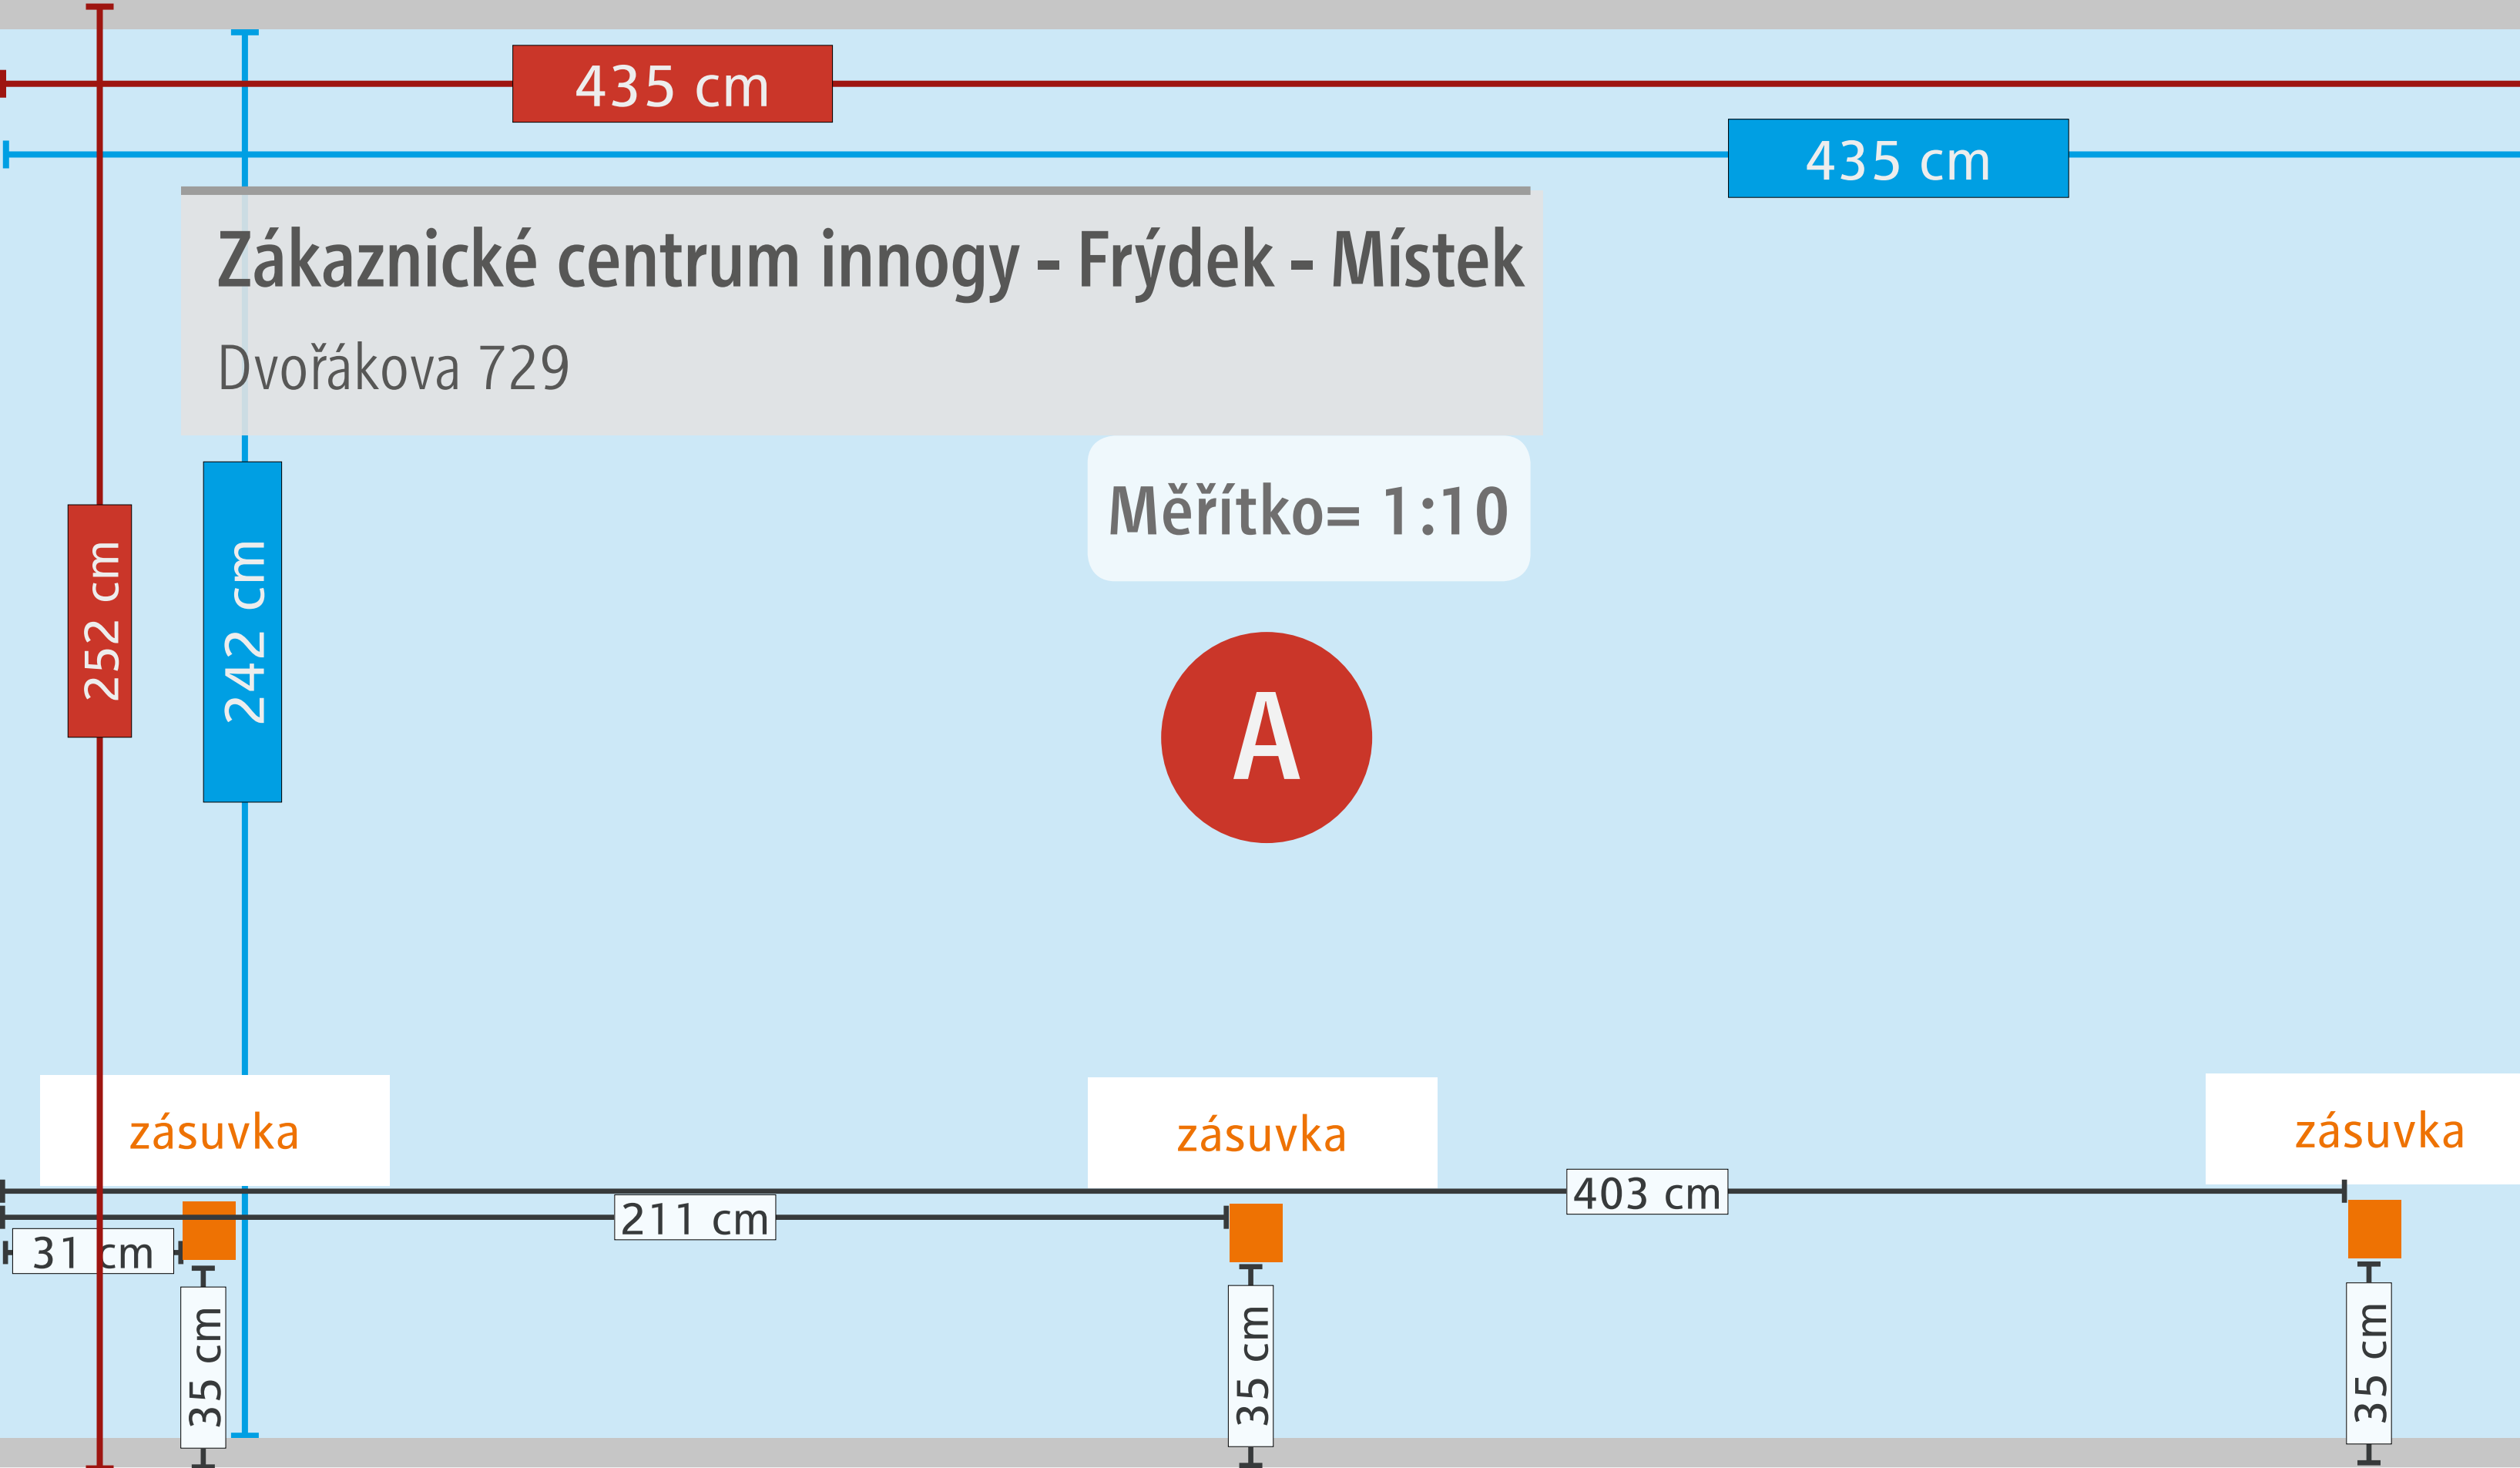 435 cm
435 cm
Zákaznické centrum innogy - Frýdek - Místek
Dvořákova 729
Měřítko= 1:10
252 cm
242 cm
A
zásuvka
zásuvka
zásuvka
403 cm
211 cm
31 cm
35 cm
35 cm
35 cm